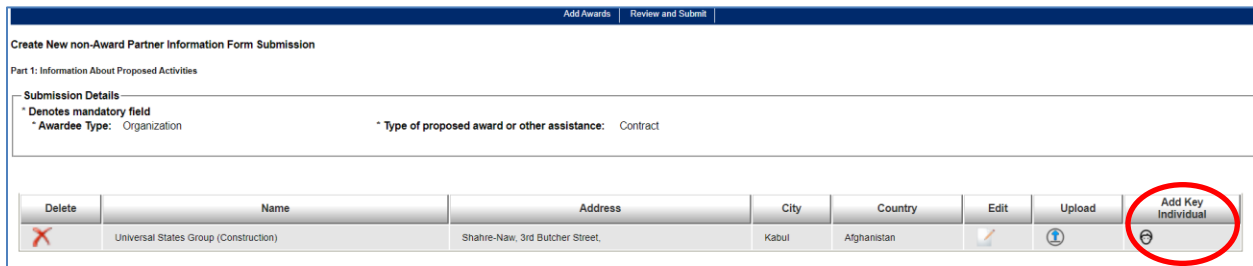 Add Awards | Review and Submit |
Create New non-Award Partner Information Form Submission
Part 1: Information About Proposed Activities
Submission Details
* Denotes mandatory field
* Awardee Type: Organization * Type of proposed award or other assistance: Contract
Delete Name Address City Country Edit Upload Add Key Individual
Universal States Group (Construction) Shahre-Naw, 3rd Butcher Street, Kabul Afghanistan